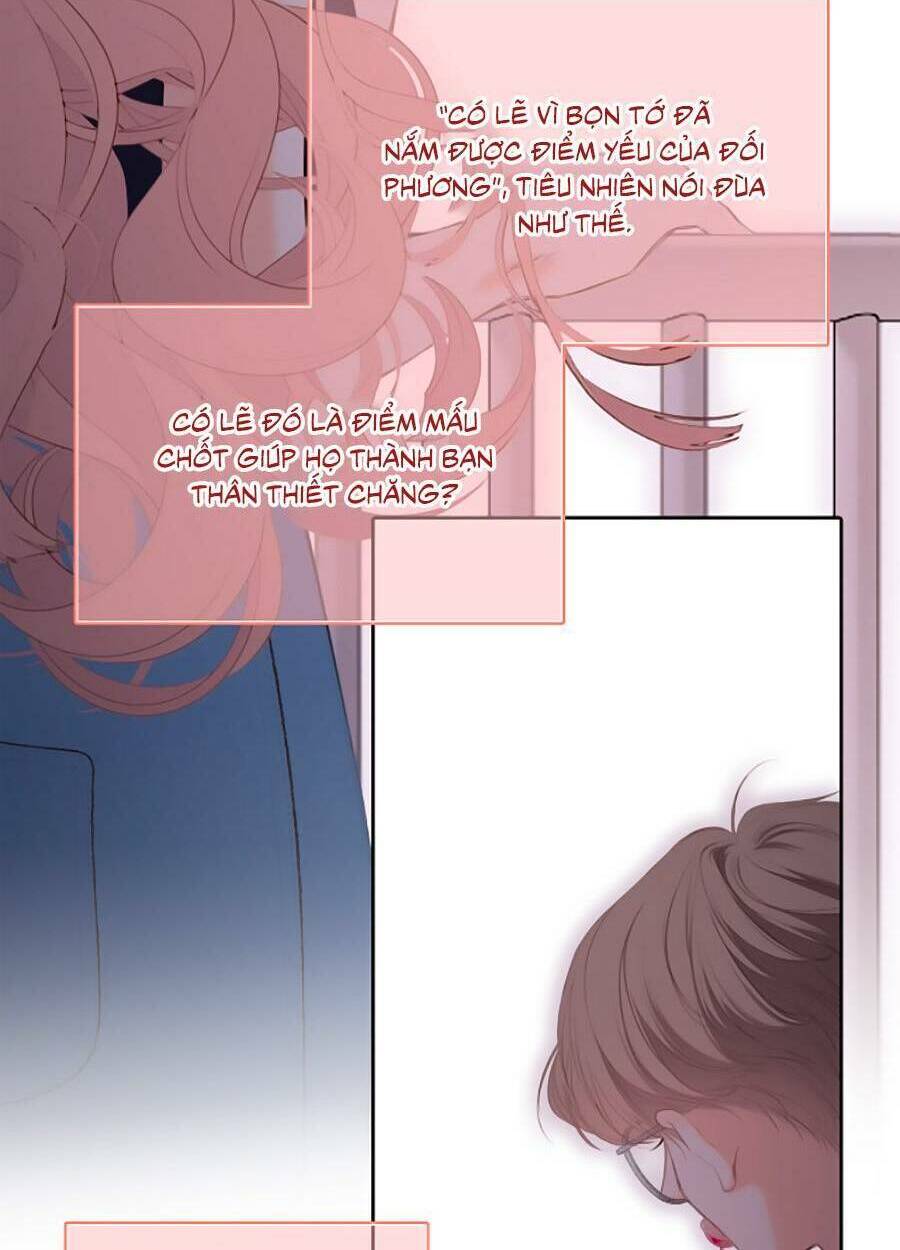 "CÓ LẼ VÌ BỌN TỚ ĐÃ
NẮM ĐƯỢC ĐIỂM YẾU CỦA ĐỐI
PHƯƠNG", TIÊU NHIÊN NÓI ĐÙA
NHƯ THẾ.
CÓ LẼ ĐÓ LÀ ĐIỂM MẤU
CHỐT GIÚP HỌ THÀNH BẠN
THÂN THIẾT CHĂNG?